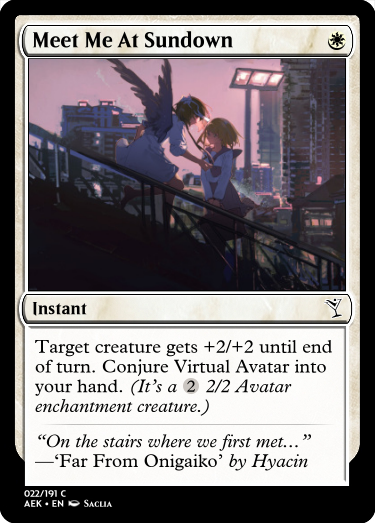 Meet Me At Sundown
Instant
Target creature gets +2/+2 until end
of turn. Conjure Virtual Avatar into
your hand. (It's a 2 2/2 Avatar
enchantment creature.)
“On the stairs where we first met…”
—‘Far From Onigaiko’ by Hyacin
022/191 C
AEK • EN Saclia